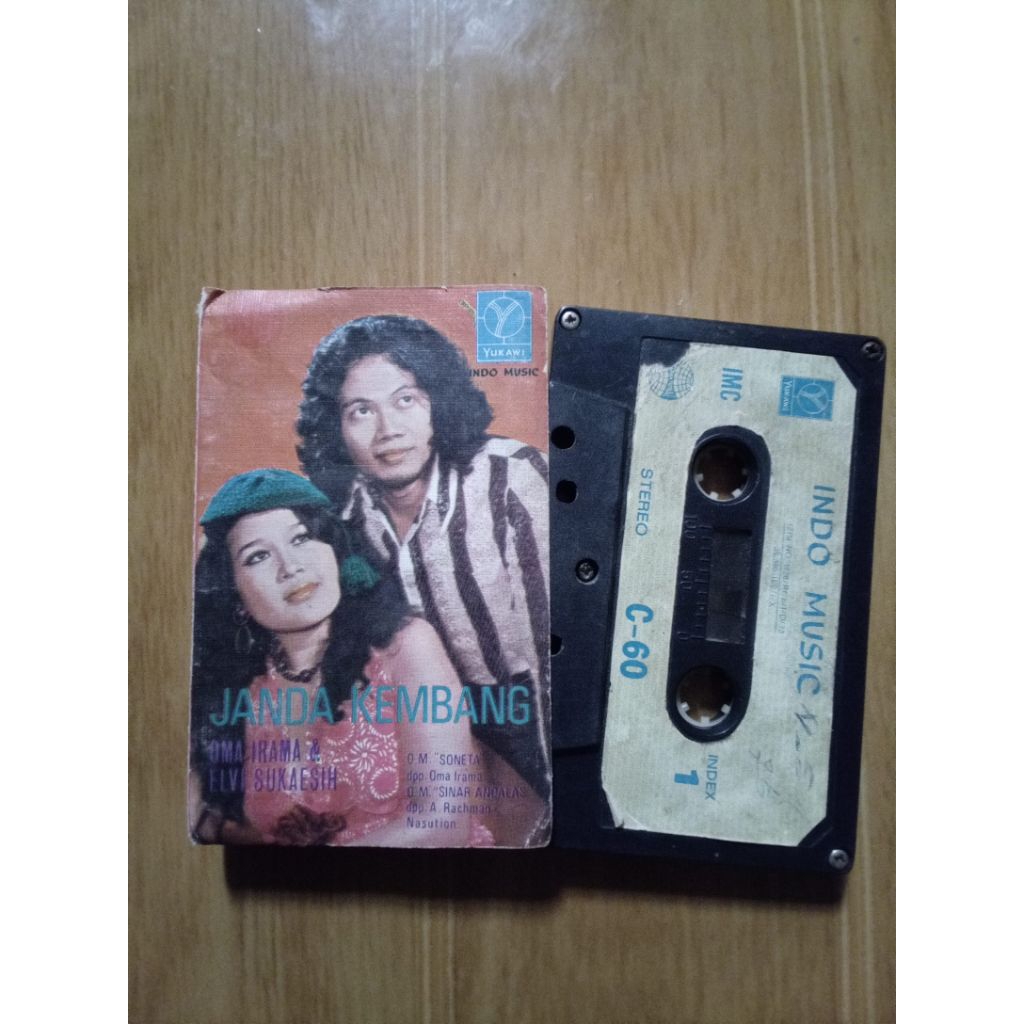 YUKAWI
INDO MUSIC
JANDA KEMBANG
OMA IRAMA &
ELVI SUKAESIH
O.M. "SONETA"
dpp. Oma Irama
O.M. "SINAR ANDALAS"
dpp. A. Rachman
Nasution
YUKAWI
IMC
INDO MUSIC
STEREO
C-60
INDEX
1